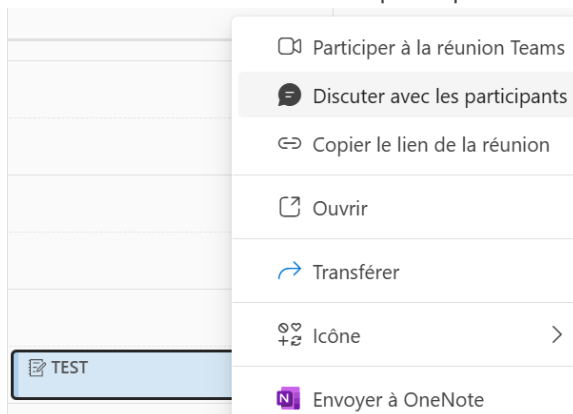 Participer à la réunion Teams
Discuter avec les participants
Copier le lien de la réunion
Ouvrir
Transférer
Icône
TEST
Envoyer à OneNote